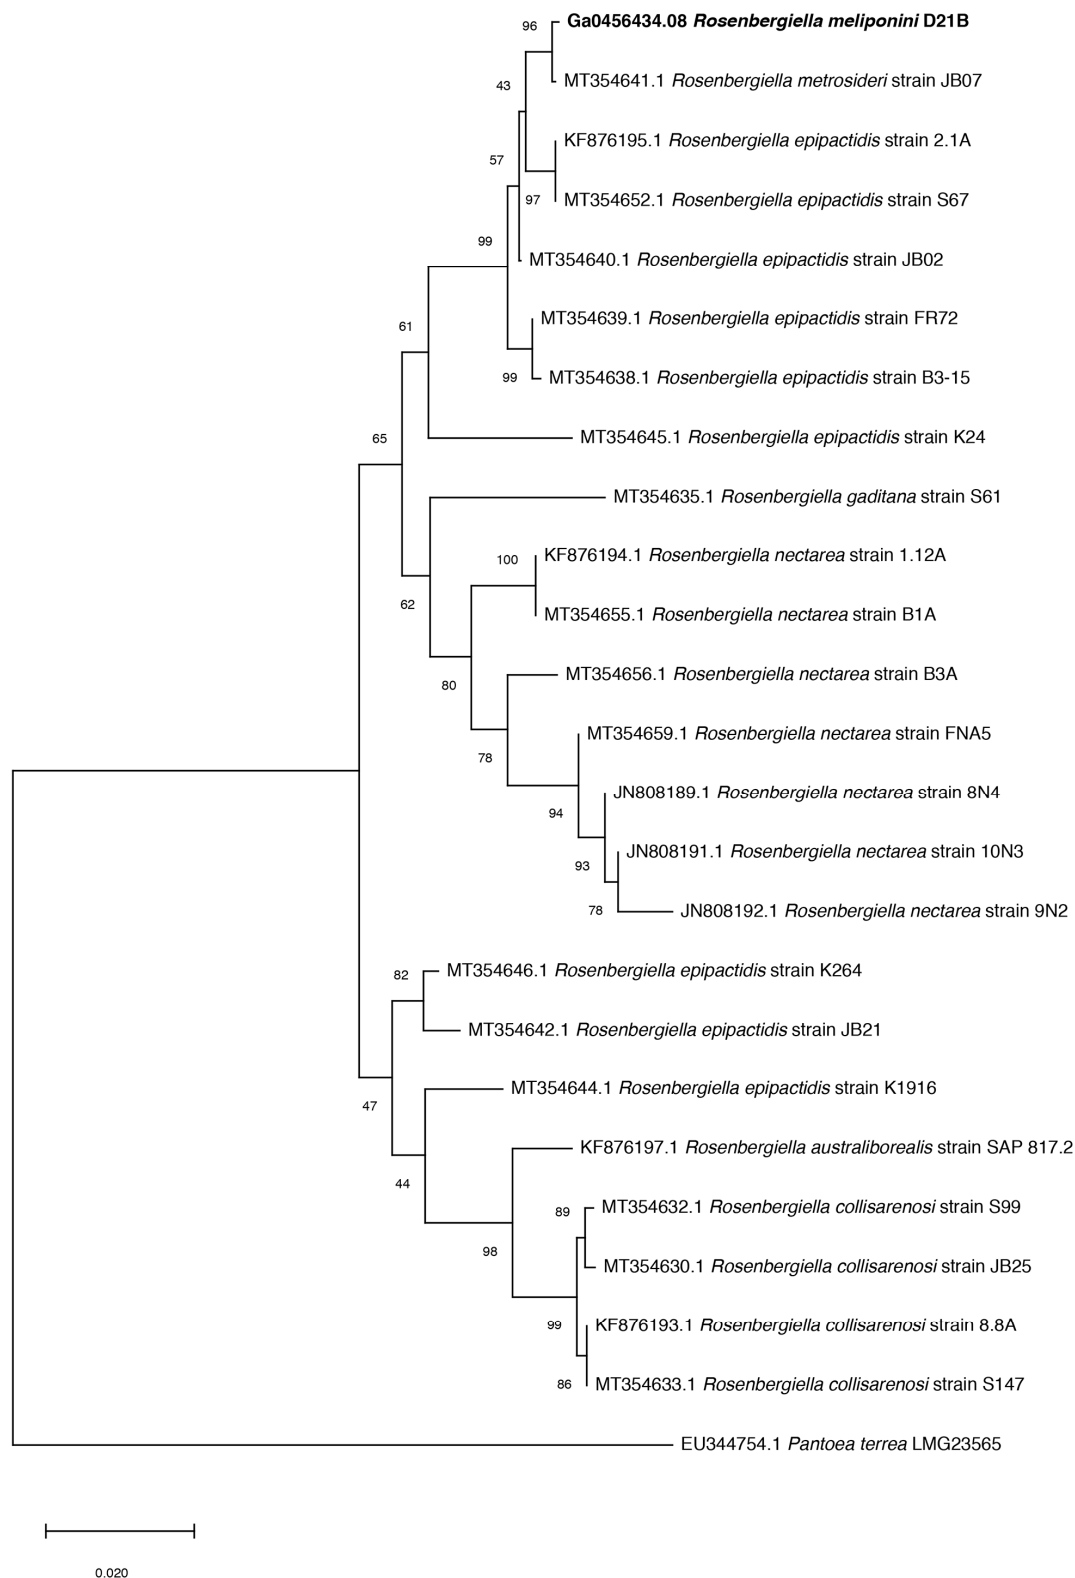 96
Ga0456434.08 Rosenbergiella meliponini D21B
MT354641.1 Rosenbergiella metrosideri strain JB07
43
KF876195.1 Rosenbergiella epipactidis strain 2.1A
57
97
MT354652.1 Rosenbergiella epipactidis strain S67
99
MT354640.1 Rosenbergiella epipactidis strain JB02
MT354639.1 Rosenbergiella epipactidis strain FR72
61
99
MT354638.1 Rosenbergiella epipactidis strain B3-15
65
MT354645.1 Rosenbergiella epipactidis strain K24
MT354635.1 Rosenbergiella gaditana strain S61
100
KF876194.1 Rosenbergiella nectarea strain 1.12A
62
MT354655.1 Rosenbergiella nectarea strain B1A
80
MT354656.1 Rosenbergiella nectarea strain B3A
MT354659.1 Rosenbergiella nectarea strain FNA5
78
JN808189.1 Rosenbergiella nectarea strain 8N4
94
JN808191.1 Rosenbergiella nectarea strain 10N3
93
78
JN808192.1 Rosenbergiella nectarea strain 9N2
82
MT354646.1 Rosenbergiella epipactidis strain K264
MT354642.1 Rosenbergiella epipactidis strain JB21
MT354644.1 Rosenbergiella epipactidis strain K1916
47
KF876197.1 Rosenbergiella australiborealis strain SAP 817.2
44
89
MT354632.1 Rosenbergiella collisarenosi strain S99
98
MT354630.1 Rosenbergiella collisarenosi strain JB25
99
KF876193.1 Rosenbergiella collisarenosi strain 8.8A
86
MT354633.1 Rosenbergiella collisarenosi strain S147
EU344754.1 Pantoea terrea LMG23565
0.020